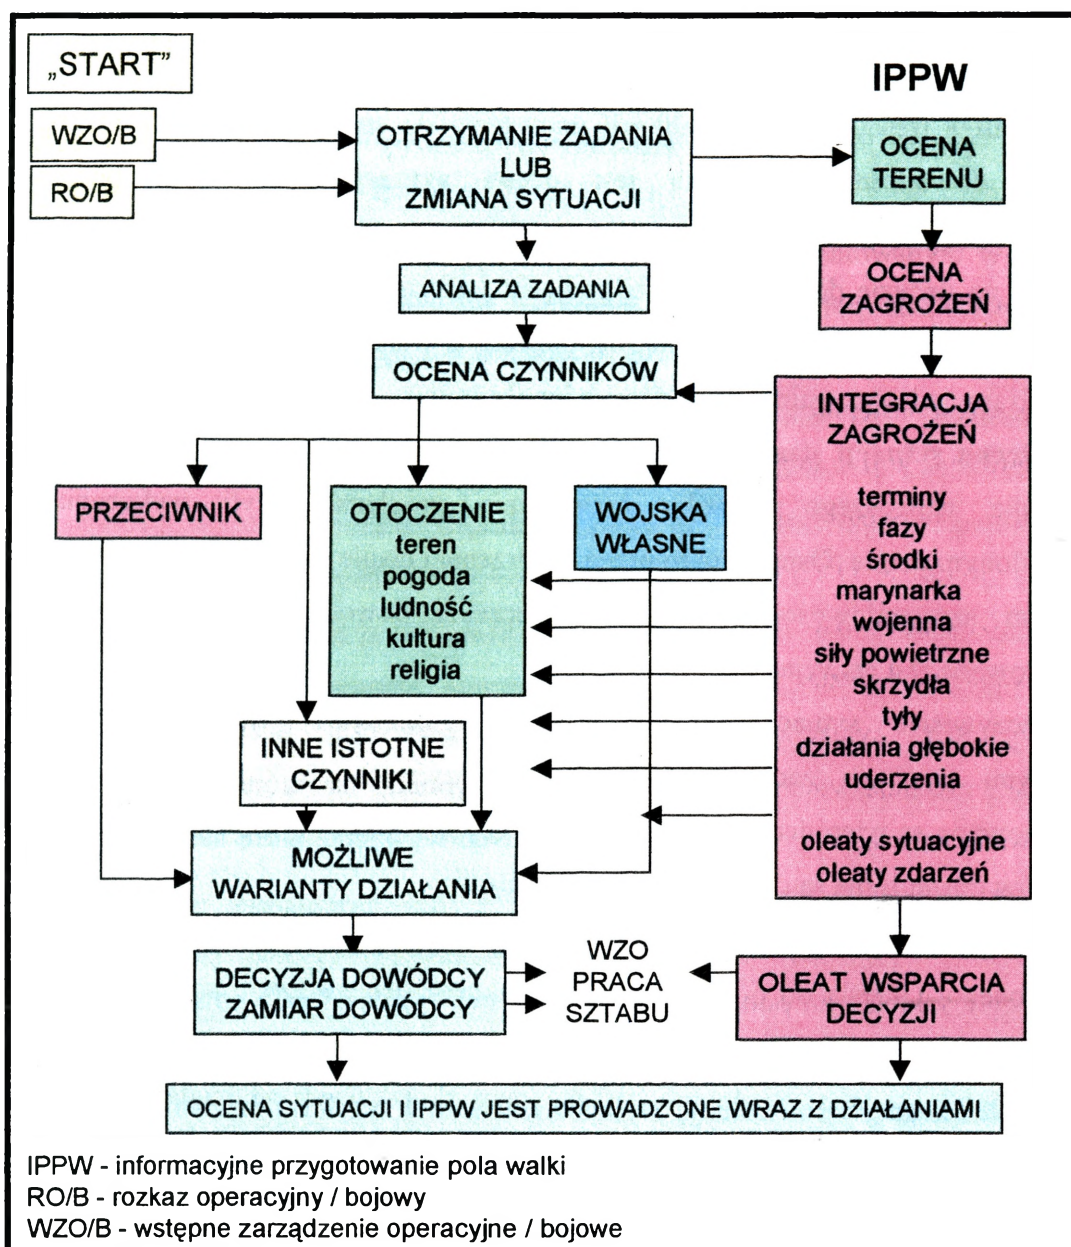 „START”
IPPW
WZO/B
RO/B
OTRZYMANIE ZADANIA
LUB
ZMIANA SYTUACJI
OCENA
TERENU
ANALIZA ZADANIA
OCENA
ZAGROŻEŃ
OCENA CZYNNIKÓW
PRZECIWNIK
OTOCZENIE
teren
pogoda
ludność
kultura
religia
WOJSKA
WŁASNE
INTEGRACJA
ZAGROŻEŃ
terminy
fazy
środki
marynarka
wojenna
siły powietrzne
skrzydła
tyły
działania głębokie
uderzenia
oleaty sytuacyjne
oleaty zdarzeń
INNE ISTOTNE
CZYNNIKI
MOŻLIWE
WARIANTY DZIAŁANIA
DECYZJA DOWÓDCY
ZAMIAR DOWÓDCY
WZO
PRACA
SZTABU
OLEAT WSPARCIA
DECYZJI
OCENA SYTUACJI I IPPW JEST PROWADZONE WRAZ Z DZIAŁANIAMI
IPPW - informacyjne przygotowanie pola walki
RO/B - rozkaz operacyjny / bojowy
WZO/B - wstępne zarządzenie operacyjne / bojowe